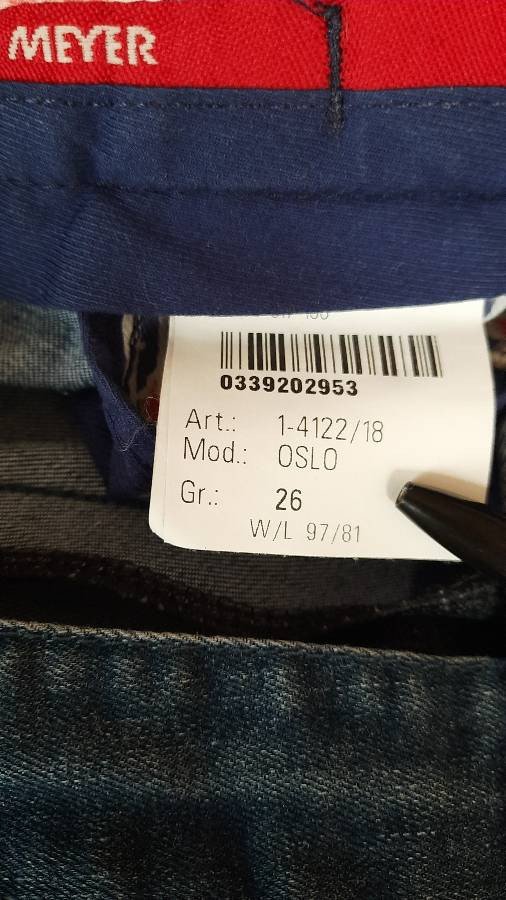 MEYER
0339202953
Art.: 1-4122/18
Mod.: OSLO
Gr.: 26
W/L 97/81